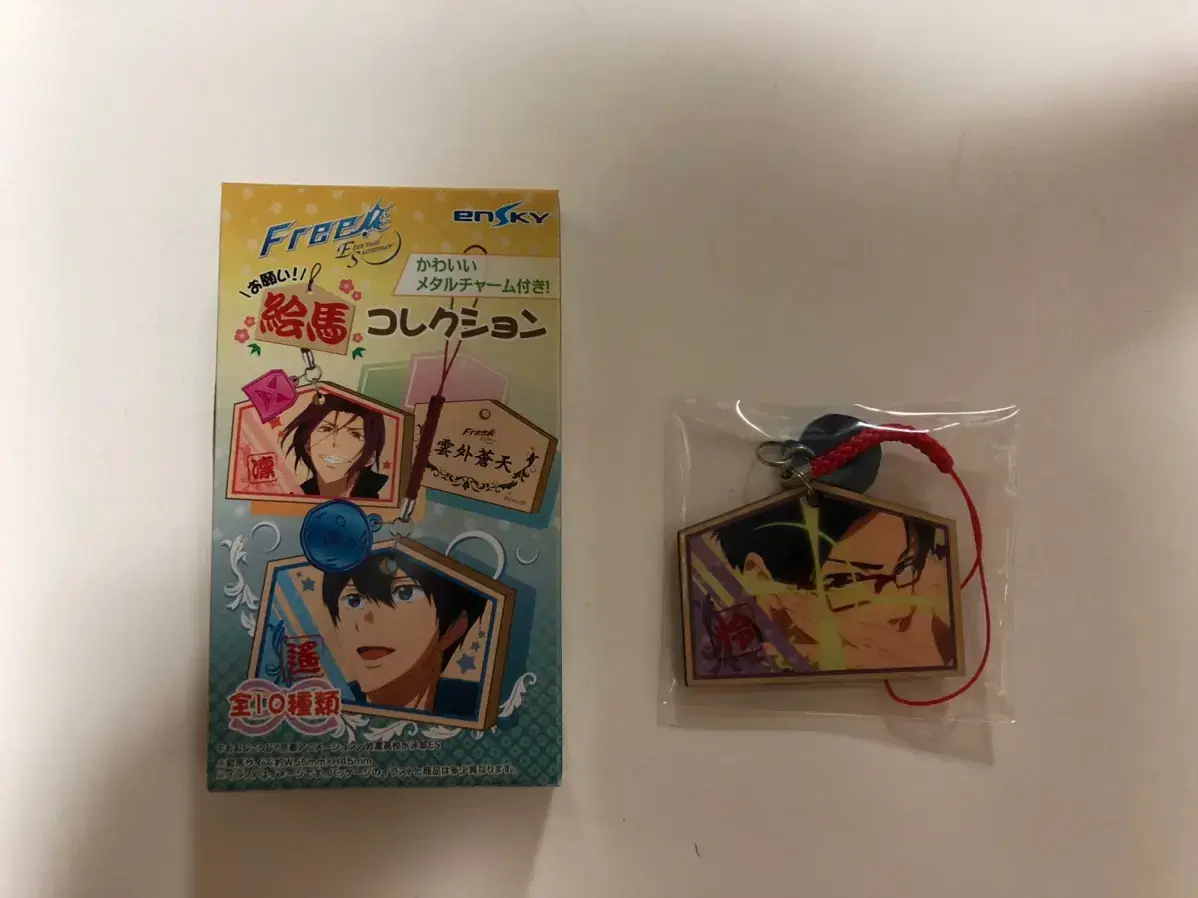 Free!
Eternal Summer
ensky
お願い!
かわいい
メタルチャーム付き!
絵馬コレクション
凛
Free!
雲外蒼天
遙
全10種類
怜